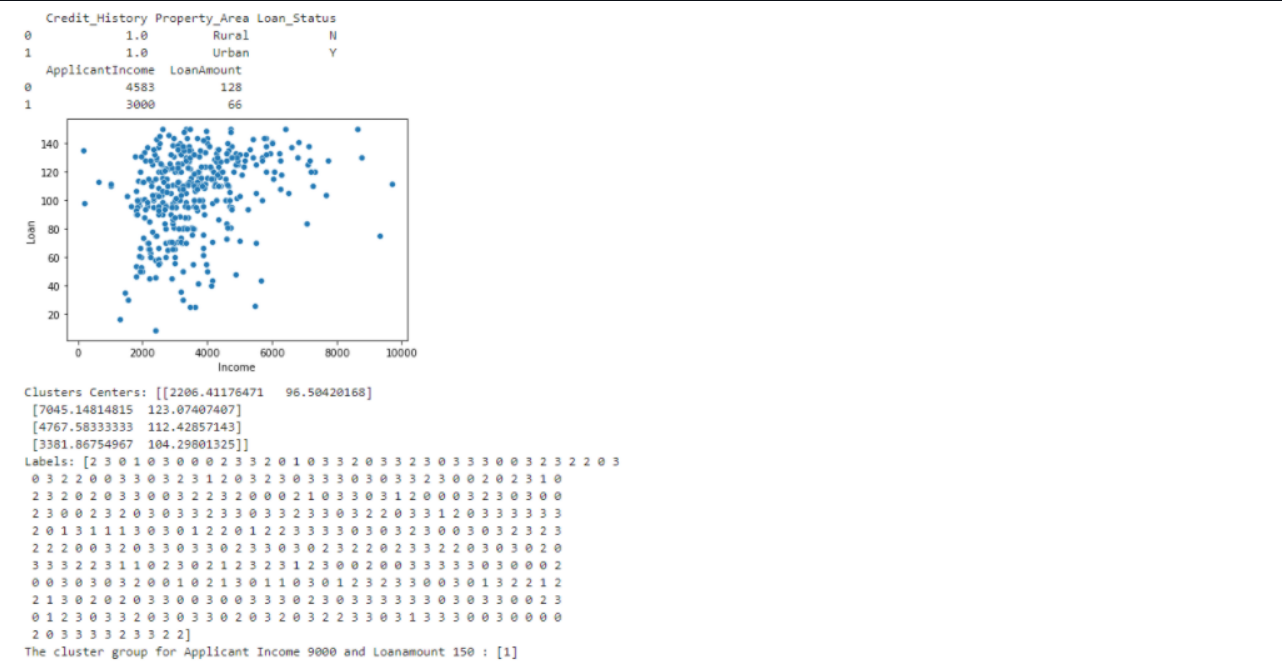 Credit_History Property_Area Loan_Status
0 1.0 Rural N
1 1.0 Urban Y
ApplicantIncome LoanAmount
0 4583 128
1 3000 66
140
120
100
80
60
40
20
Loan
0 2000 4000 6000 8000 10000
Income
Clusters Centers: [[2206.41176471 96.50420168]
[7045.14814815 123.07407407]
[4767.58333333 112.42857143]
[3381.86754967 104.29801325]]
Labels: [2 3 0 1 0 3 0 0 0 2 3 3 2 0 1 0 3 3 2 0 3 3 2 3 0 3 3 3 0 0 3 2 3 2 2 0 3
0 3 2 2 0 0 3 3 0 3 2 3 1 2 0 3 2 3 0 3 3 3 0 3 0 3 3 2 3 0 0 2 0 2 3 1 0
2 3 2 0 2 0 3 3 0 0 3 2 2 3 2 0 0 0 2 1 0 3 3 0 3 1 2 0 0 0 3 2 3 0 3 0 0
2 3 0 0 2 3 2 0 3 0 3 3 2 3 3 0 3 2 3 3 2 3 3 0 3 2 2 0 3 3 1 2 0 3 3 3 3 3 3
2 0 1 3 1 1 1 3 0 3 0 1 2 2 0 1 2 2 3 3 3 3 0 3 0 3 2 3 0 0 3 0 3 2 3 2 3
2 2 2 0 0 3 2 0 3 3 0 3 3 0 2 3 3 0 3 0 2 3 2 2 0 2 3 3 2 2 0 3 0 3 0 2 0
3 3 3 2 2 3 1 1 0 2 3 0 2 1 2 3 2 3 1 2 3 0 0 2 0 0 3 3 3 3 3 0 3 0 0 0 2
0 0 3 0 3 0 3 2 0 0 1 0 2 1 3 0 1 1 0 3 0 1 2 3 2 3 3 0 0 3 0 1 3 2 2 1 2
2 1 3 0 2 0 2 0 3 3 0 0 3 0 0 3 3 3 0 2 3 0 3 3 3 3 3 3 3 0 3 0 3 3 0 0 2 3
0 1 2 3 0 3 3 2 0 3 0 3 3 0 2 0 3 2 0 3 2 2 3 3 0 3 1 3 3 3 0 0 3 0 0 0 0
2 0 3 3 3 3 2 3 3 2 2]
The cluster group for Applicant Income 9000 and Loanamount 150 : [1]